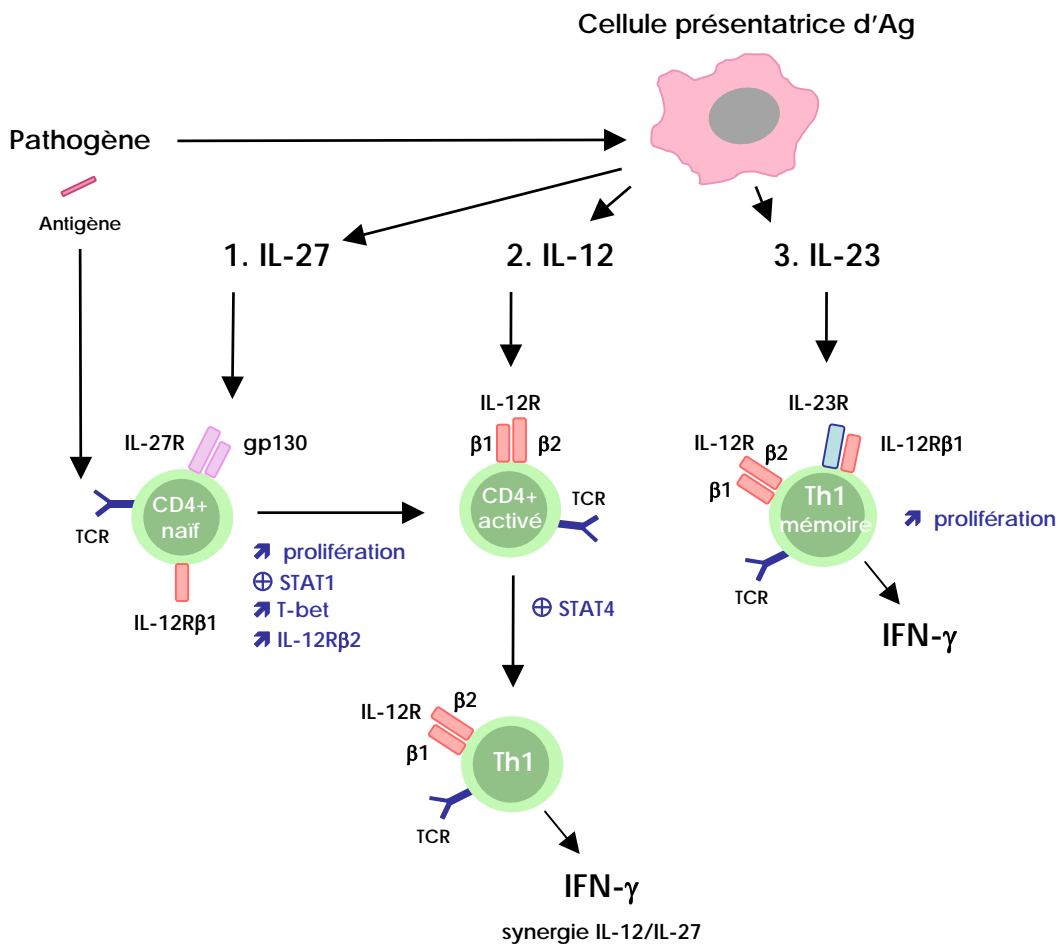 Cellule présentatrice d'Ag
Pathogène
Antigène
1. IL-27
2. IL-12
3. IL-23
IL-27R
gp130
CD4+
naïf
TCR
IL-12Rβ1
prolifération
⊕ STAT1
T-bet
IL-12Rβ2
IL-12R
β1
β2
CD4+
activé
TCR
⊕ STAT4
IL-23R
IL-12R
β2
β1
IL-12Rβ1
Th1
mémoire
TCR
prolifération
IFN-γ
IL-12R
β2
β1
Th1
TCR
IFN-γ
synergie IL-12/IL-27